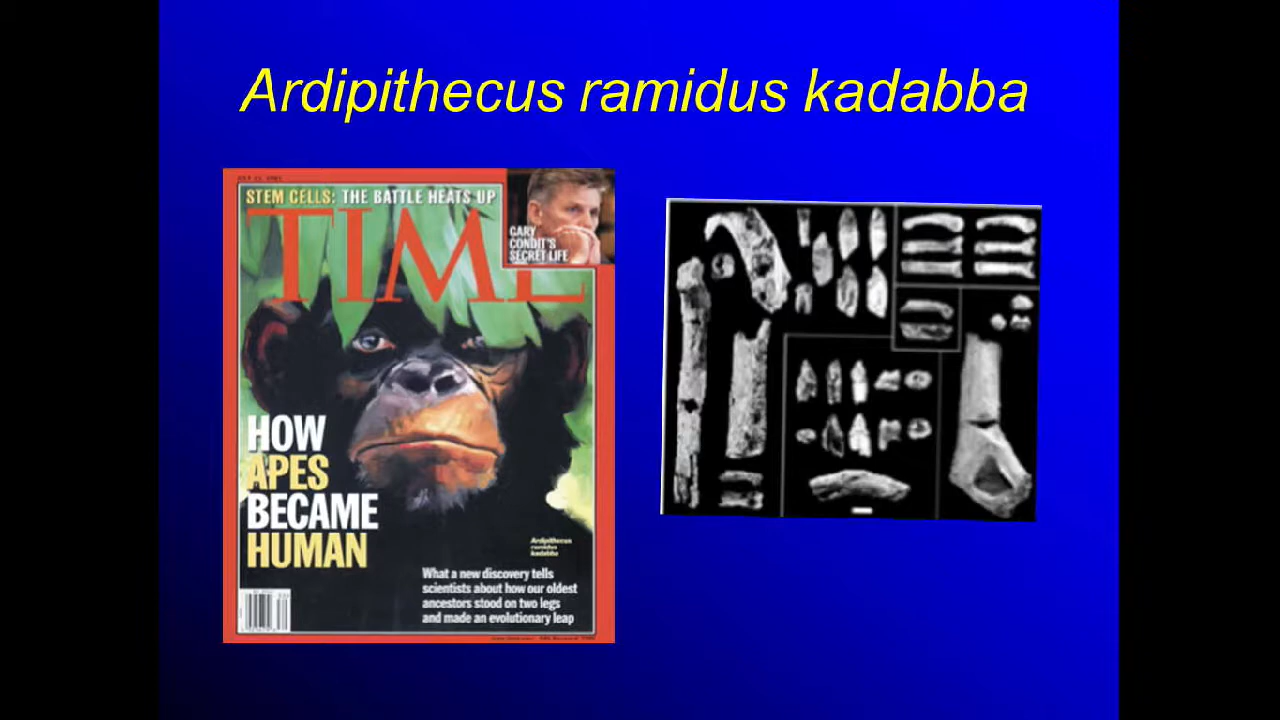 Ardipithecus ramidus kadabba
STEM CELLS: THE BATTLE HEATS UP
TIME
GARY
CONDIT'S
SECRET LIFE
HOW
APES
BECAME
HUMAN
Ardipithecus
ramidus
kadabba
What a new discovery tells
scientists about how our oldest
ancestors stood on two legs
and made an evolutionary leap